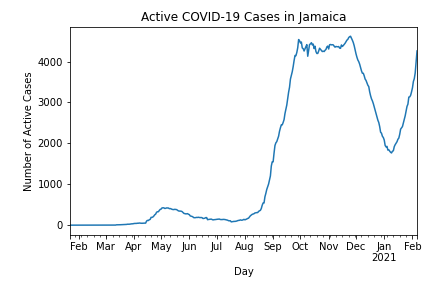 Active COVID-19 Cases in Jamaica
Number of Active Cases
4000
3000
2000
1000
0
Feb Mar Apr May Jun Jul Aug Sep Oct Nov Dec Jan Feb
2021
Day